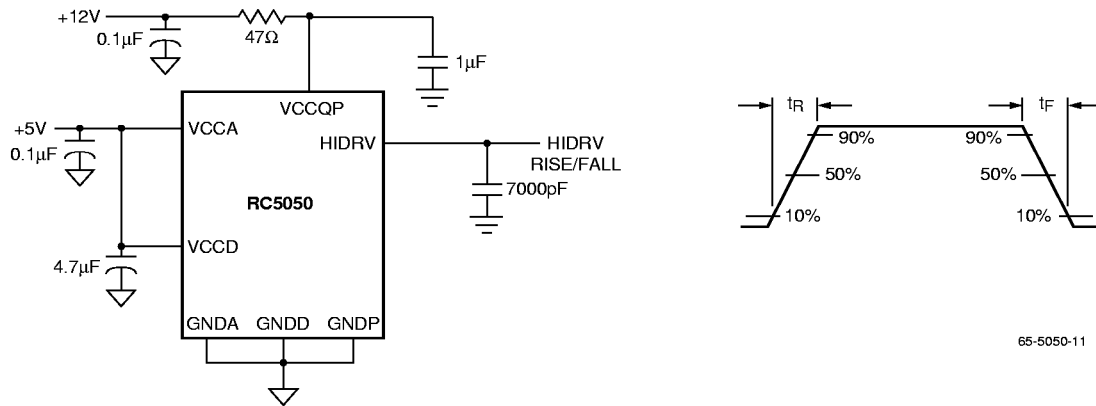 +12V
0.1µF
47Ω
1µF
VCCQP
+5V
VCCA
HIDRV
HIDRV
RISE/FALL
0.1µF
7000pF
RC5050
VCCD
4.7µF
GNDA GNDD GNDP
tR
tF
90%
90%
50%
50%
10%
10%
65-5050-11